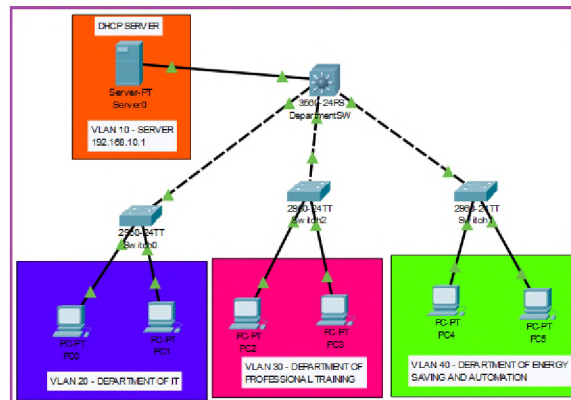 DHCP SERVER
Server-PT
Server0
VLAN 10 - SERVER
192.168.10.1
3560-24PS
DepartmentSW
2960-24TT
Switch0
2960-24TT
Switch2
2960-24TT
PC-PT
PC0
PC-PT
PC1
VLAN 20 - DEPARTMENT OF IT
PC-PT
PC2
PC-PT
PC3
VLAN 30 - DEPARTMENT OF
PROFESSIONAL TRAINING
PC-PT
PC4
PC-PT
PC5
VLAN 40 - DEPARTMENT OF ENERGY
SAVING AND AUTOMATION